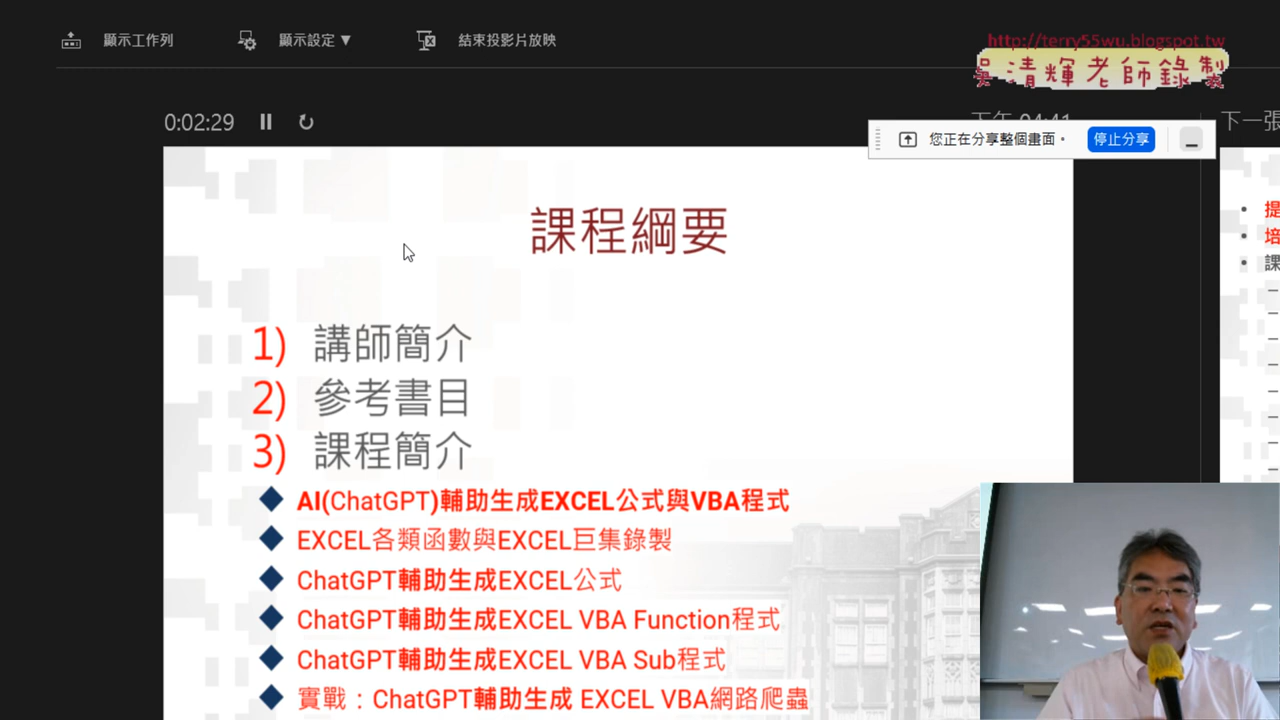 顯示工作列
顯示設定 ▼
結束投影片放映
http://terry55wu.blogspot.tw
吳清輝老師錄製
0:02:29
您正在分享整個畫面。
停止分享
課程綱要
1) 講師簡介
2) 參考書目
3) 課程簡介
AI(ChatGPT)輔助生成EXCEL公式與VBA程式
EXCEL各類函數與EXCEL巨集錄製
ChatGPT輔助生成EXCEL公式
ChatGPT輔助生成EXCEL VBA Function程式
ChatGPT輔助生成EXCEL VBA Sub程式
實戰：ChatGPT輔助生成 EXCEL VBA網路爬蟲
下一張
提
培
課